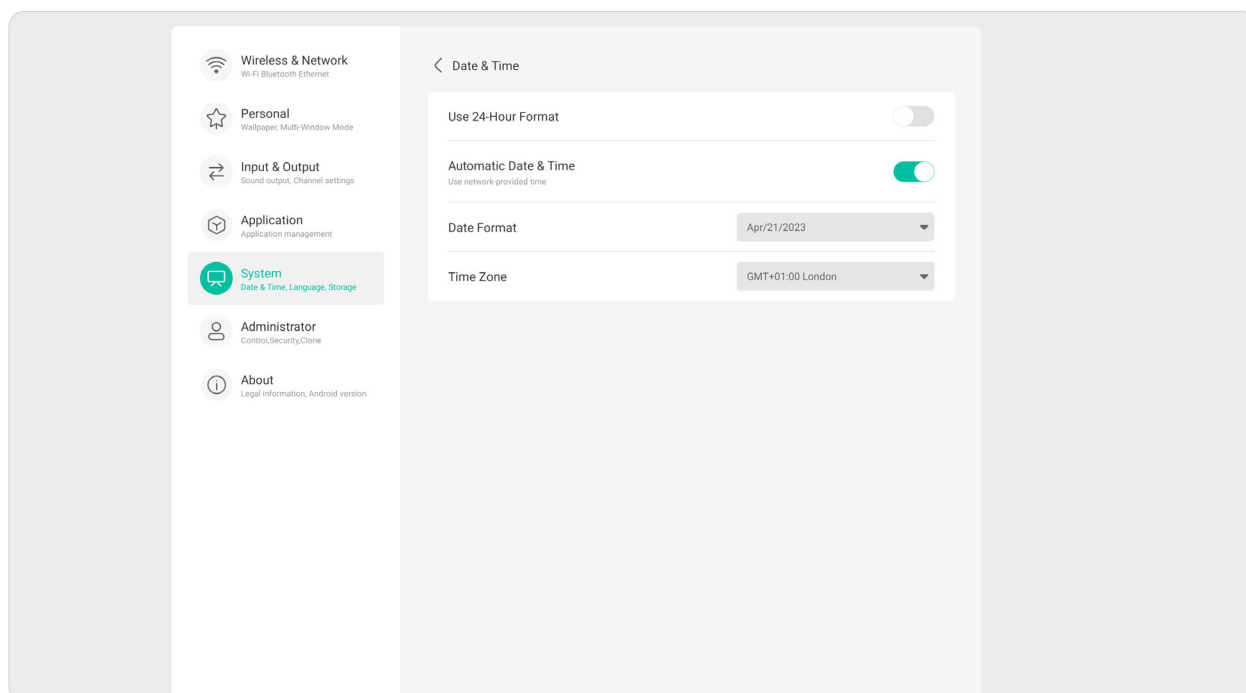 Wireless & Network
Wi-Fi Bluetooth Ethernet
Personal
Wallpaper, Multi-Window Mode
Input & Output
Sound output, Channel settings
Application
Application management
System
Date & Time, Language, Storage
Administrator
Control,Security,Clone
About
Legal information, Android version
Date & Time
Use 24-Hour Format
Automatic Date & Time
Use network-provided time
Date Format
Apr/21/2023
Time Zone
GMT+01:00 London